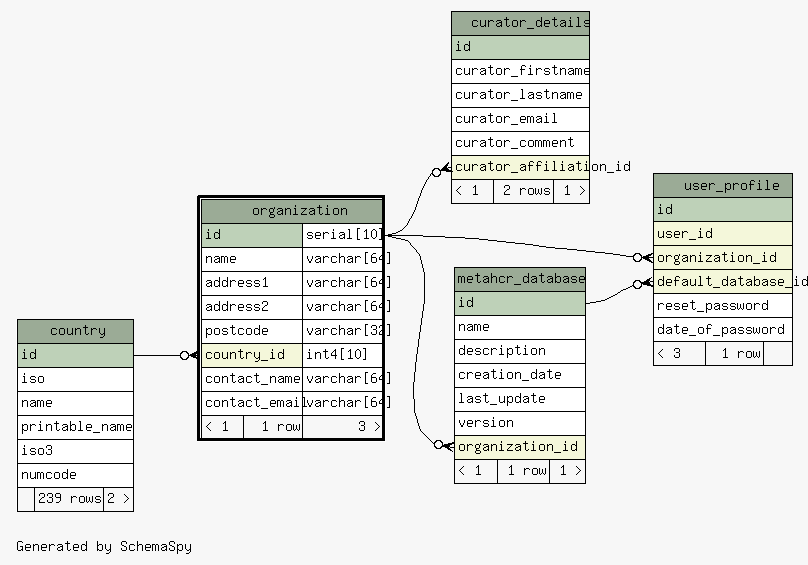 curator_details
id
curator_firstname
curator_lastname
curator_email
curator_comment
curator_affiliation_id
< 1 2 rows 1 >
user_profile
id
user_id
organization_id
default_database_id
reset_password
date_of_password
< 3 1 row
organization
id serial[10]
name varchar[64]
address1 varchar[64]
address2 varchar[64]
postcode varchar[32]
country_id int4[10]
contact_name varchar[64]
contact_email varchar[64]
< 1 1 row 3 >
metahcr_database
id
name
description
creation_date
last_update
version
organization_id
< 1 1 row 1 >
country
id
iso
name
printable_name
iso3
numcode
239 rows 2 >
Generated by SchemaSpy